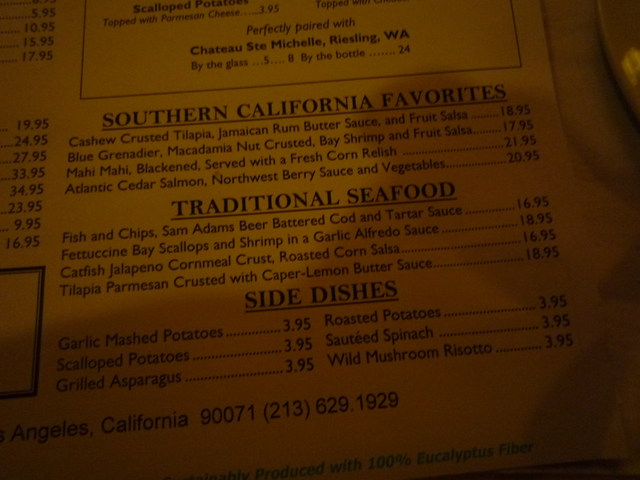 5.95
10.95
15.95
17.95
Scalloped Potatoes
Topped with Parmesan Cheese......3.95
Topped with
Perfectly paired with
Chateau Ste Michelle, Riesling, WA
By the glass ...5.... 8 By the bottle ....... 24
19.95
24.95
27.95
33.95
34.95
23.95
9.95
16.95
SOUTHERN CALIFORNIA FAVORITES
Cashew Crusted Tilapia, Jamaican Rum Butter Sauce, and Fruit Salsa ........ 18.95
Blue Grenadier, Macadamia Nut Crusted, Bay Shrimp and Fruit Salsa........ 17.95
Mahi Mahi, Blackened, Served with a Fresh Corn Relish ........ 21.95
Atlantic Cedar Salmon, Northwest Berry Sauce and Vegetables........ 20.95
TRADITIONAL SEAFOOD
Fish and Chips, Sam Adams Beer Battered Cod and Tartar Sauce ........ 16.95
Fettuccine Bay Scallops and Shrimp in a Garlic Alfredo Sauce ........ 18.95
Catfish Jalapeno Cornmeal Crust, Roasted Corn Salsa........ 16.95
Tilapia Parmesan Crusted with Caper-Lemon Butter Sauce........ 18.95
SIDE DISHES
Garlic Mashed Potatoes ........ 3.95 Roasted Potatoes ........ 3.95
Scalloped Potatoes ........ 3.95 Sautéed Spinach ........ 3.95
Grilled Asparagus ........ 3.95 Wild Mushroom Risotto ........ 3.95
Angeles, California 90071 (213) 629.1929
Produced with 100% Eucalyptus Fiber